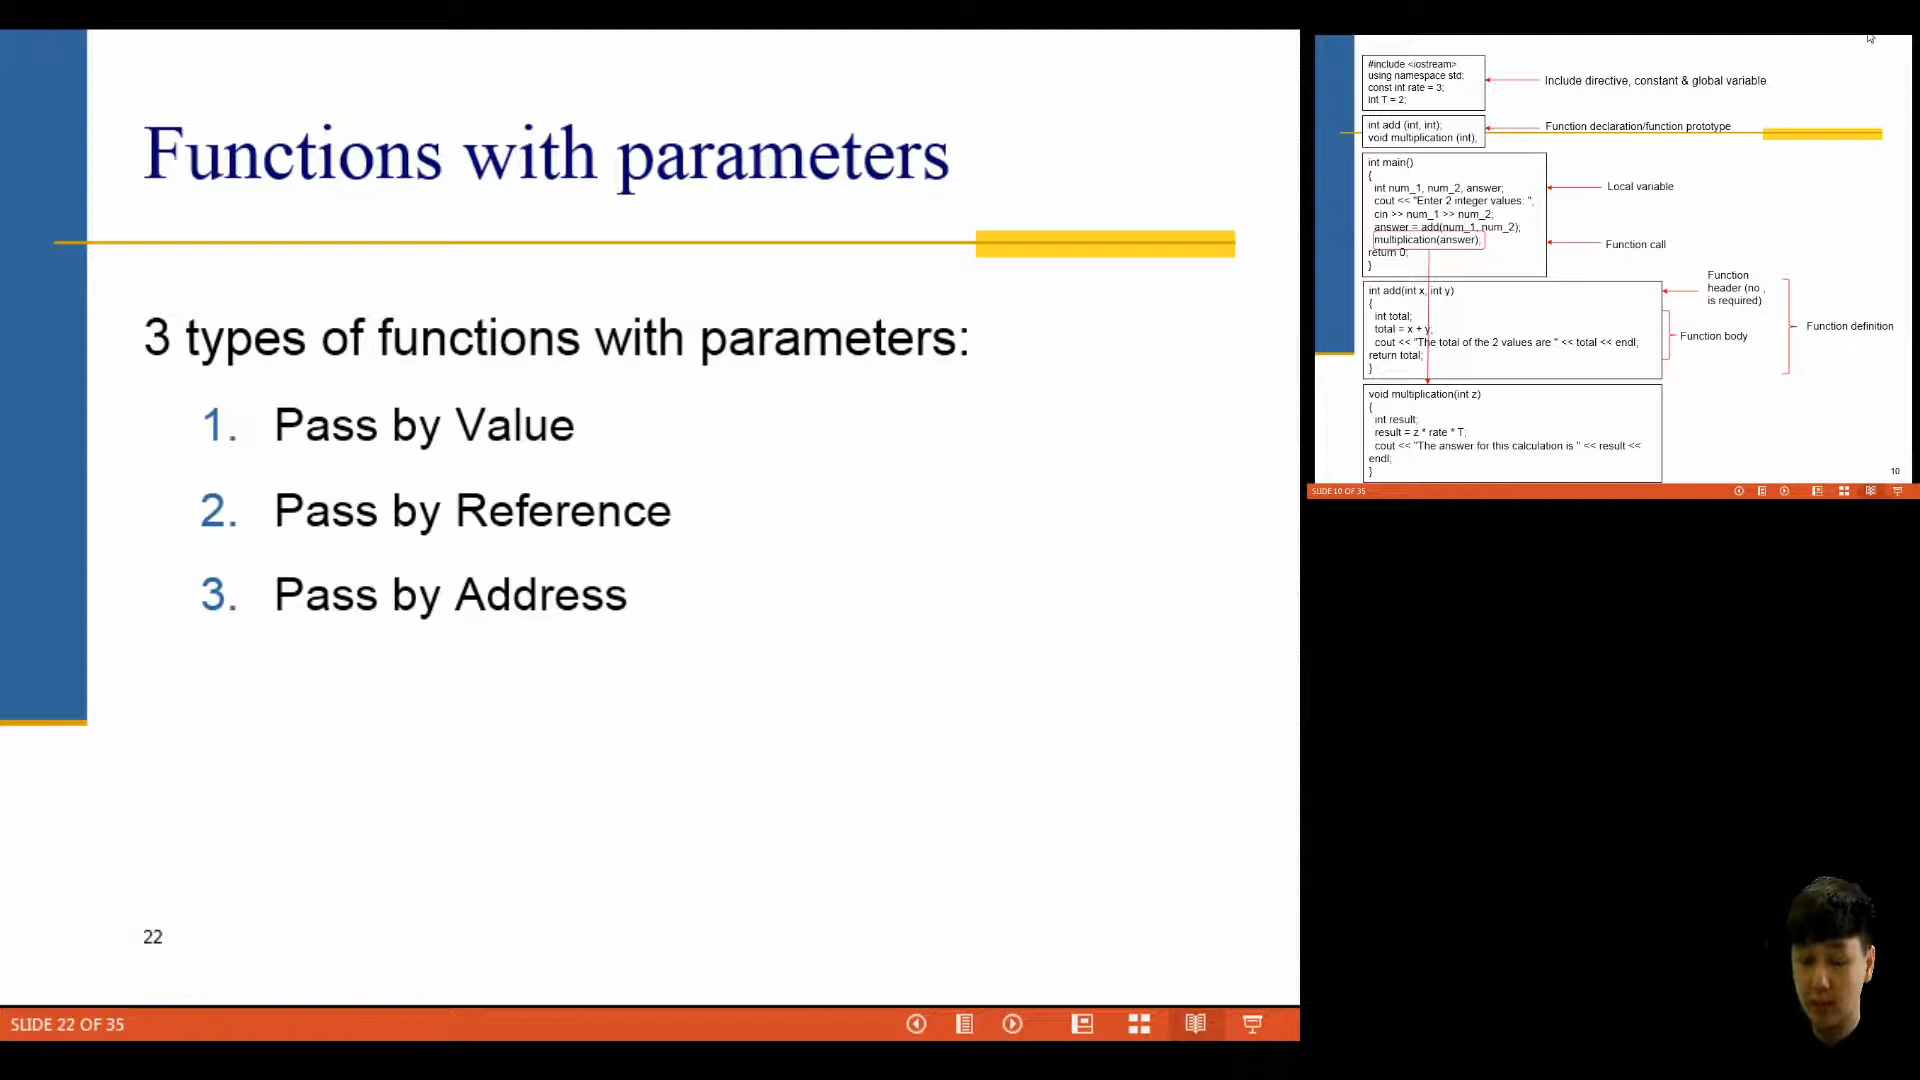 Functions with parameters
3 types of functions with parameters:
1. Pass by Value
2. Pass by Reference
3. Pass by Address
22
SLIDE 22 OF 35
#include <iostream>
using namespace std;
const int rate = 3;
int T = 2;
Include directive, constant & global variable
int add (int, int);
void multiplication (int),
Function declaration/function prototype
int main()
{
int num_1, num_2, answer;
cout << "Enter 2 integer values: ";
cin >> num_1 >> num_2;
answer = add(num_1, num_2);
multiplication(answer);
return 0;
}
Local variable
Function call
int add(int x, int y)
{
int total;
total = x + y;
cout << "The total of the 2 values are " << total << endl;
return total;
}
Function
header (no ,
is required)
Function body
Function definition
void multiplication(int z)
{
int result;
result = z * rate * T;
cout << "The answer for this calculation is " << result <<
endl;
}
10
SLIDE 10 OF 35